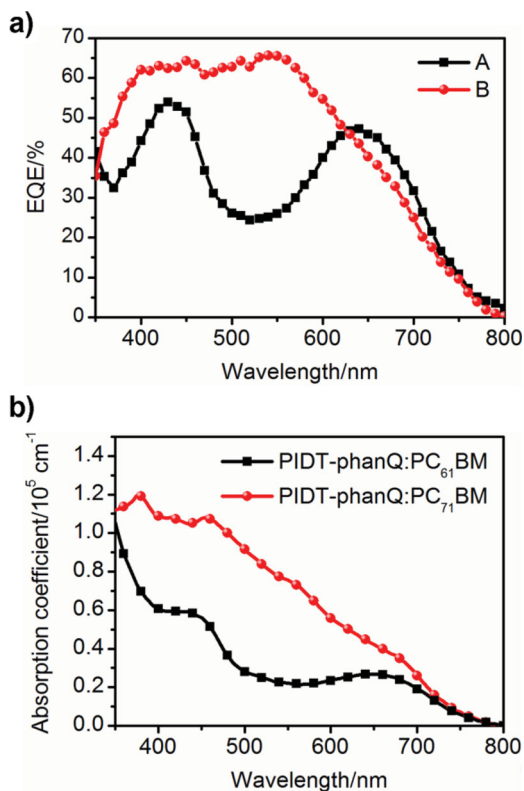 a)
70
60
50
40
30
20
10
0
EQE/%
A
B
400 500 600 700 800
Wavelength/nm
b)
1.4
1.2
1.0
0.8
0.6
0.4
0.2
0.0
Absorption coefficient/10⁵ cm⁻¹
PIDT-phanQ:PC₆₁BM
PIDT-phanQ:PC₇₁BM
400 500 600 700 800
Wavelength/nm